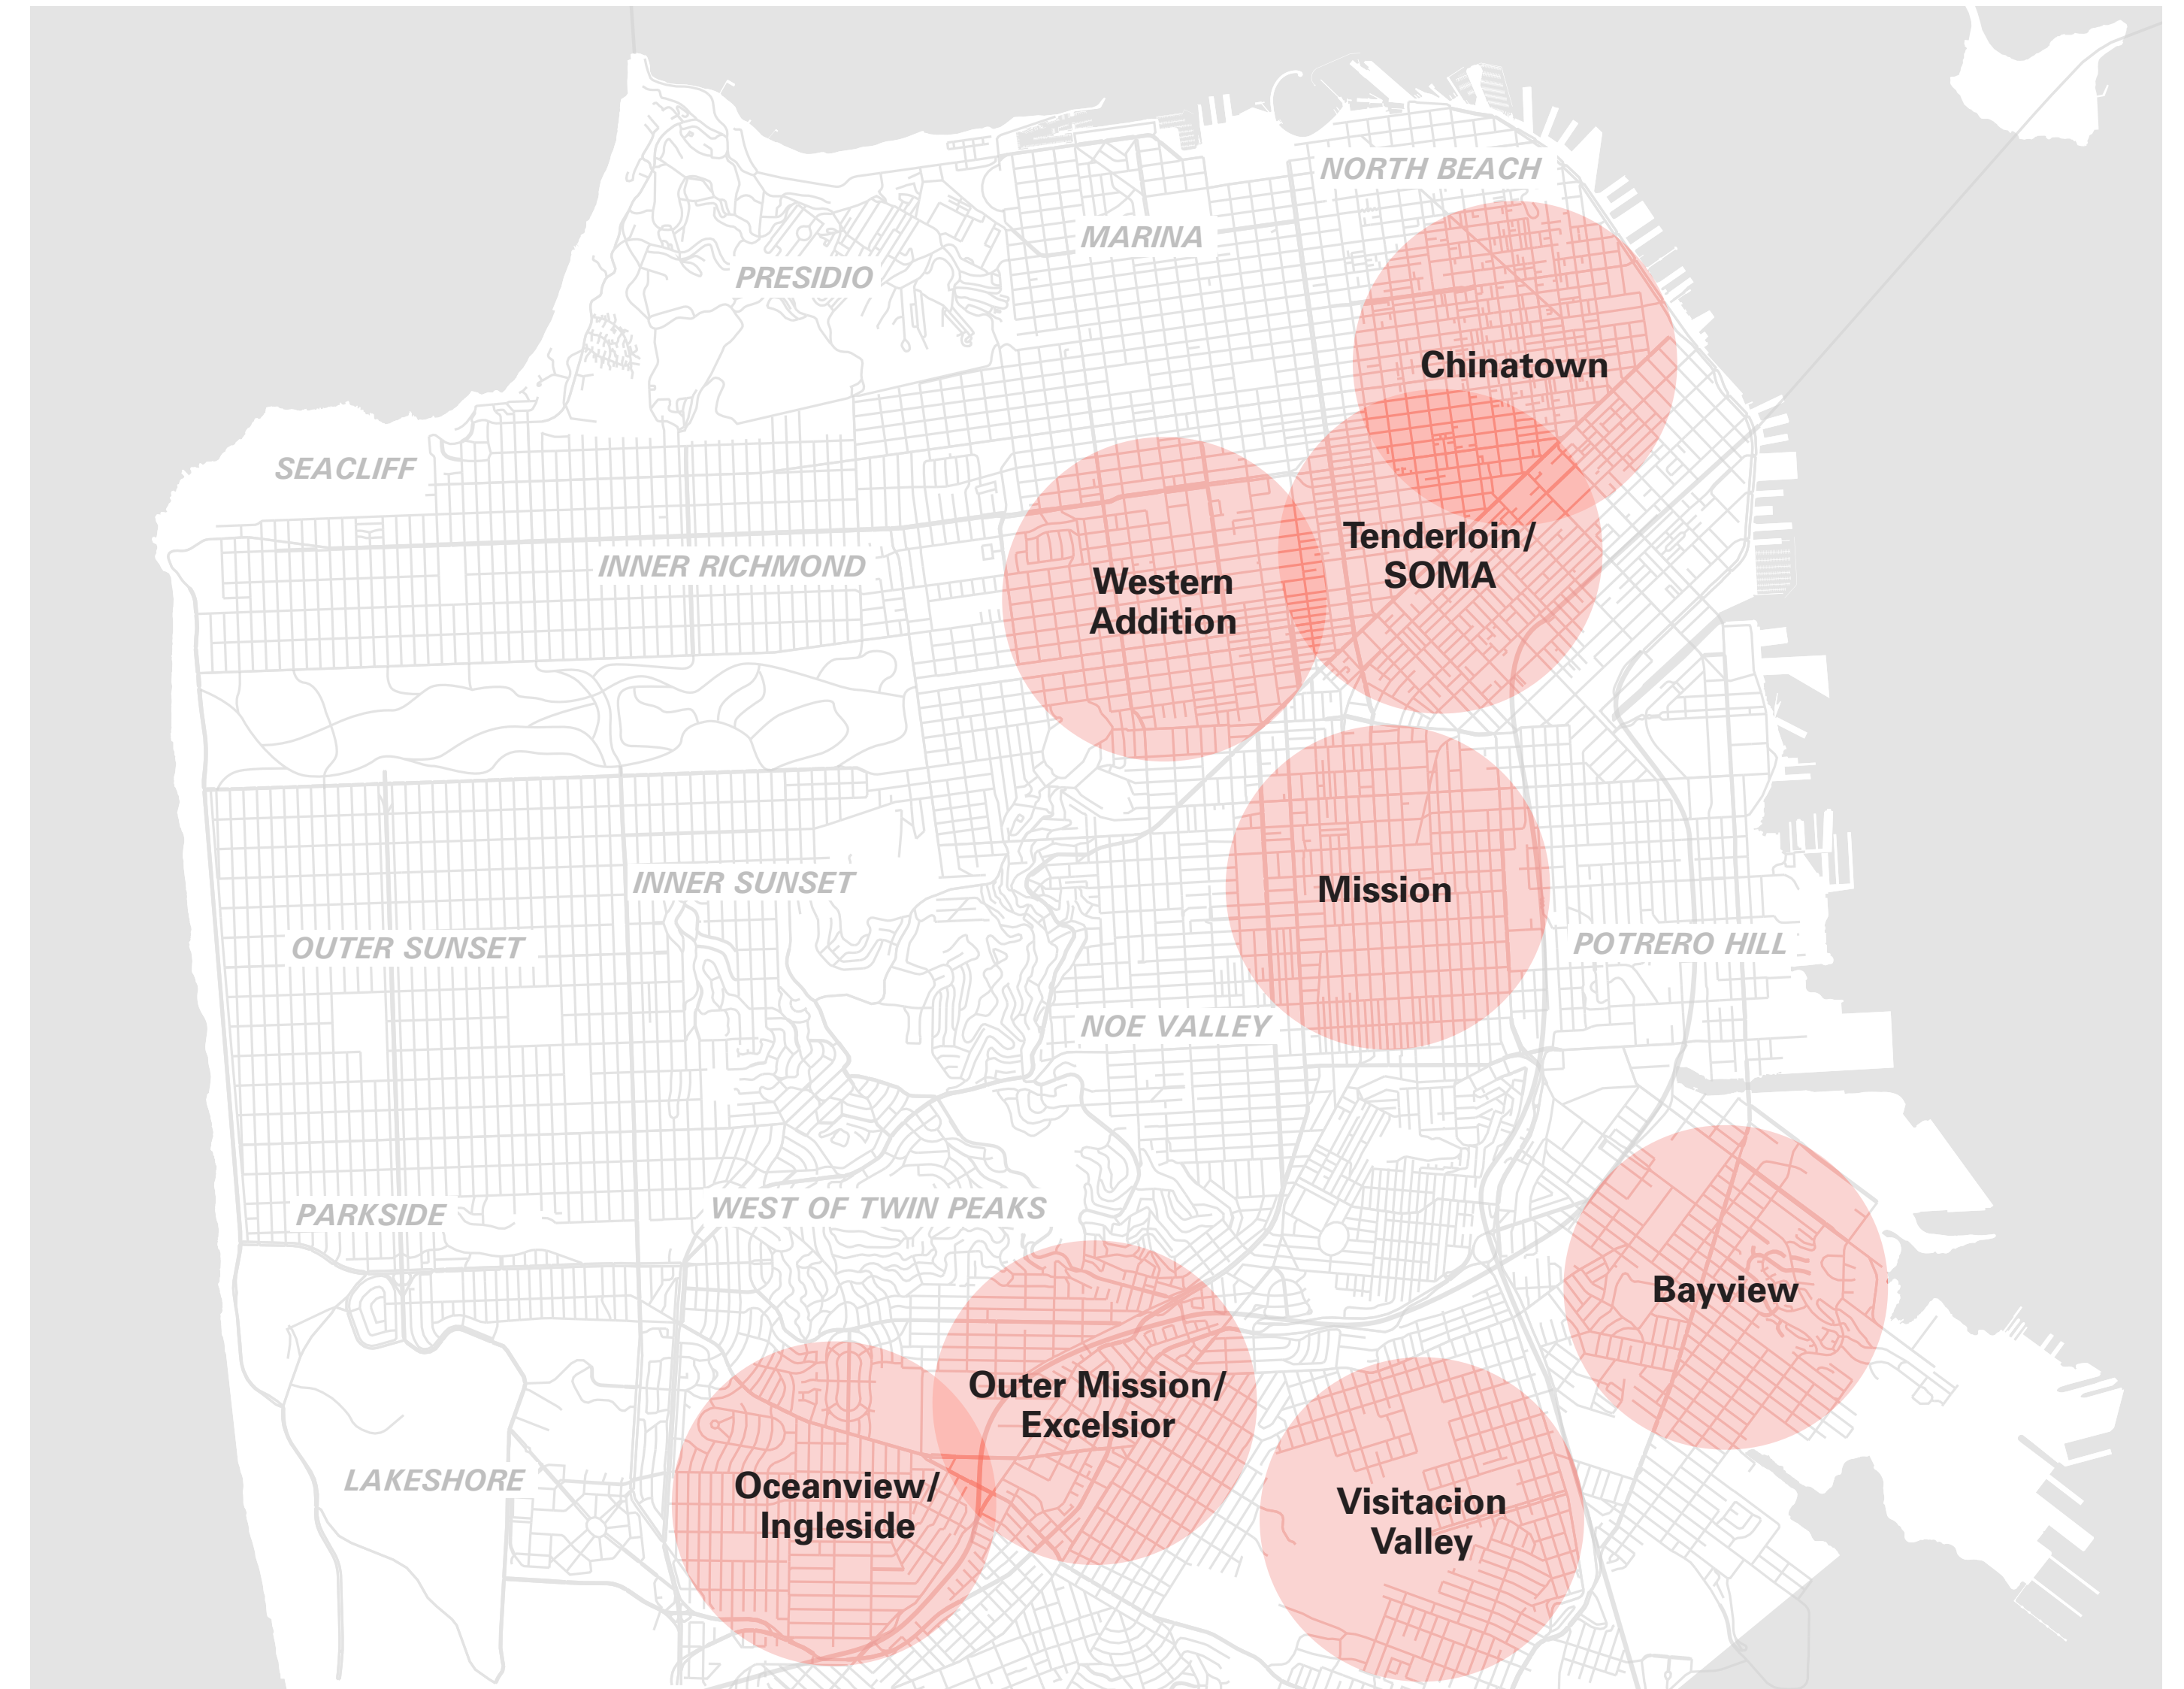 NORTH BEACH
MARINA
PRESIDIO
Chinatown
SEACLIFF
Tenderloin/
SOMA
INNER RICHMOND
Western
Addition
INNER SUNSET
Mission
OUTER SUNSET
POTRERO HILL
NOE VALLEY
WEST OF TWIN PEAKS
PARKSIDE
Bayview
Outer Mission/
Excelsior
LAKESHORE
Oceanview/
Ingleside
Visitacion
Valley